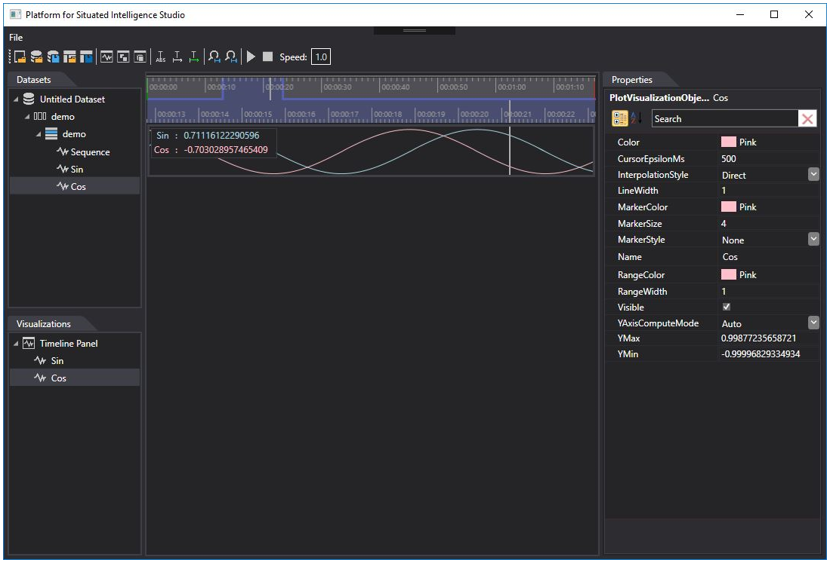 Platform for Situated Intelligence Studio
File
ABS
Speed: 1.0
Datasets
Untitled Dataset
demo
demo
Sequence
Sin
Cos
Visualizations
Timeline Panel
Sin
Cos
00:00:00 00:00:10 00:00:20 00:00:30 00:00:40 00:00:50 00:01:00 00:01:10
00:00:13 00:00:14 00:00:15 00:00:16 00:00:17 00:00:18 00:00:19 00:00:20 00:00:21 00:00:22
Sin : 0.71116122290596
Cos : -0.703028957465409
Properties
PlotVisualizationObje... Cos
Search
Color Pink
CursorEpsilonMs 500
InterpolationStyle Direct
LineWidth 1
MarkerColor Pink
MarkerSize 4
MarkerStyle None
Name Cos
RangeColor Pink
RangeWidth 1
Visible
YAxisComputeMode Auto
YMax 0.99877235658721
YMin -0.99996829334934